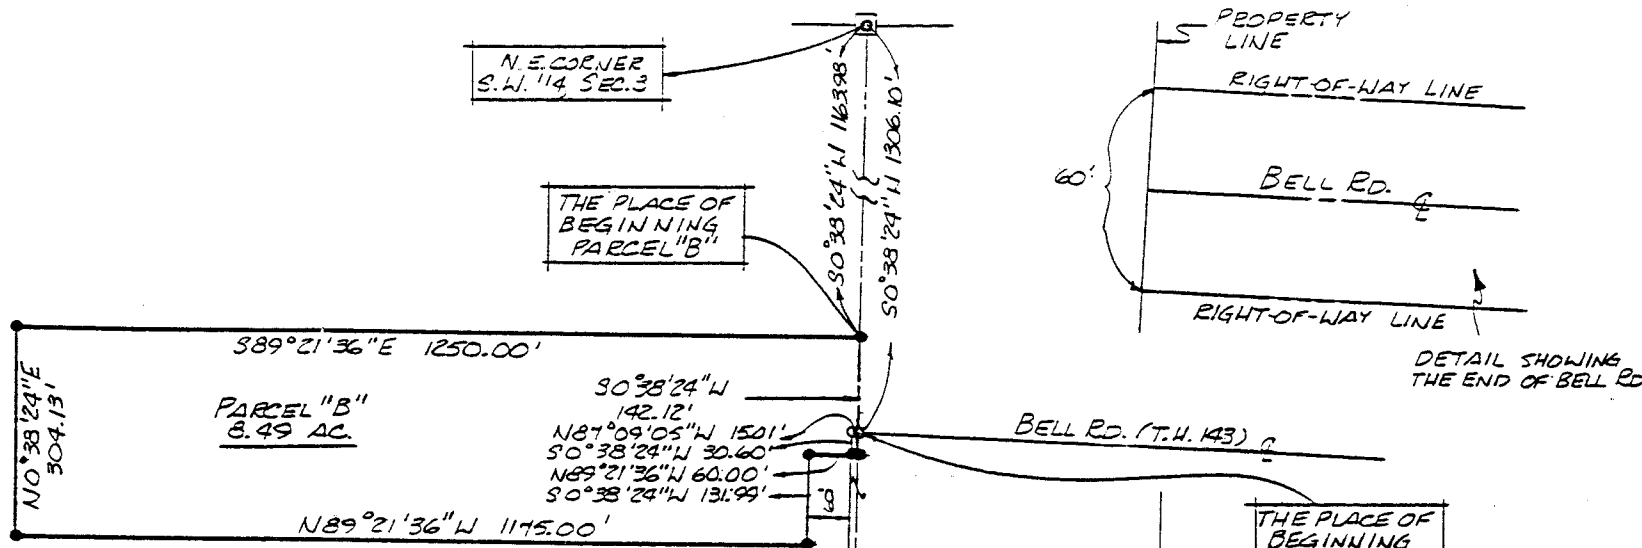 N.E. CORNER
S.W. 1/4, SEC. 3
S0°38'24"W 1163.98'
S0°38'24"W 1306.10'
PROPERTY
LINE
RIGHT-OF-WAY LINE
60'
BELL RD.
℄
RIGHT-OF-WAY LINE
DETAIL SHOWING
THE END OF BELL RD
THE PLACE OF
BEGINNING
PARCEL "B"
S89°21'36"E 1250.00'
N0°38'24"E
304.13'
PARCEL "B"
8.49 AC.
S0°38'24"W
142.12'
N87°09'05"W 15.01'
S0°38'24"W 30.60'
N89°21'36"W 60.00'
S0°38'24"W 131.99'
60'
N89°21'36"W 1175.00'
BELL RD. (T.H. 143)
℄
THE PLACE OF
BEGINNING